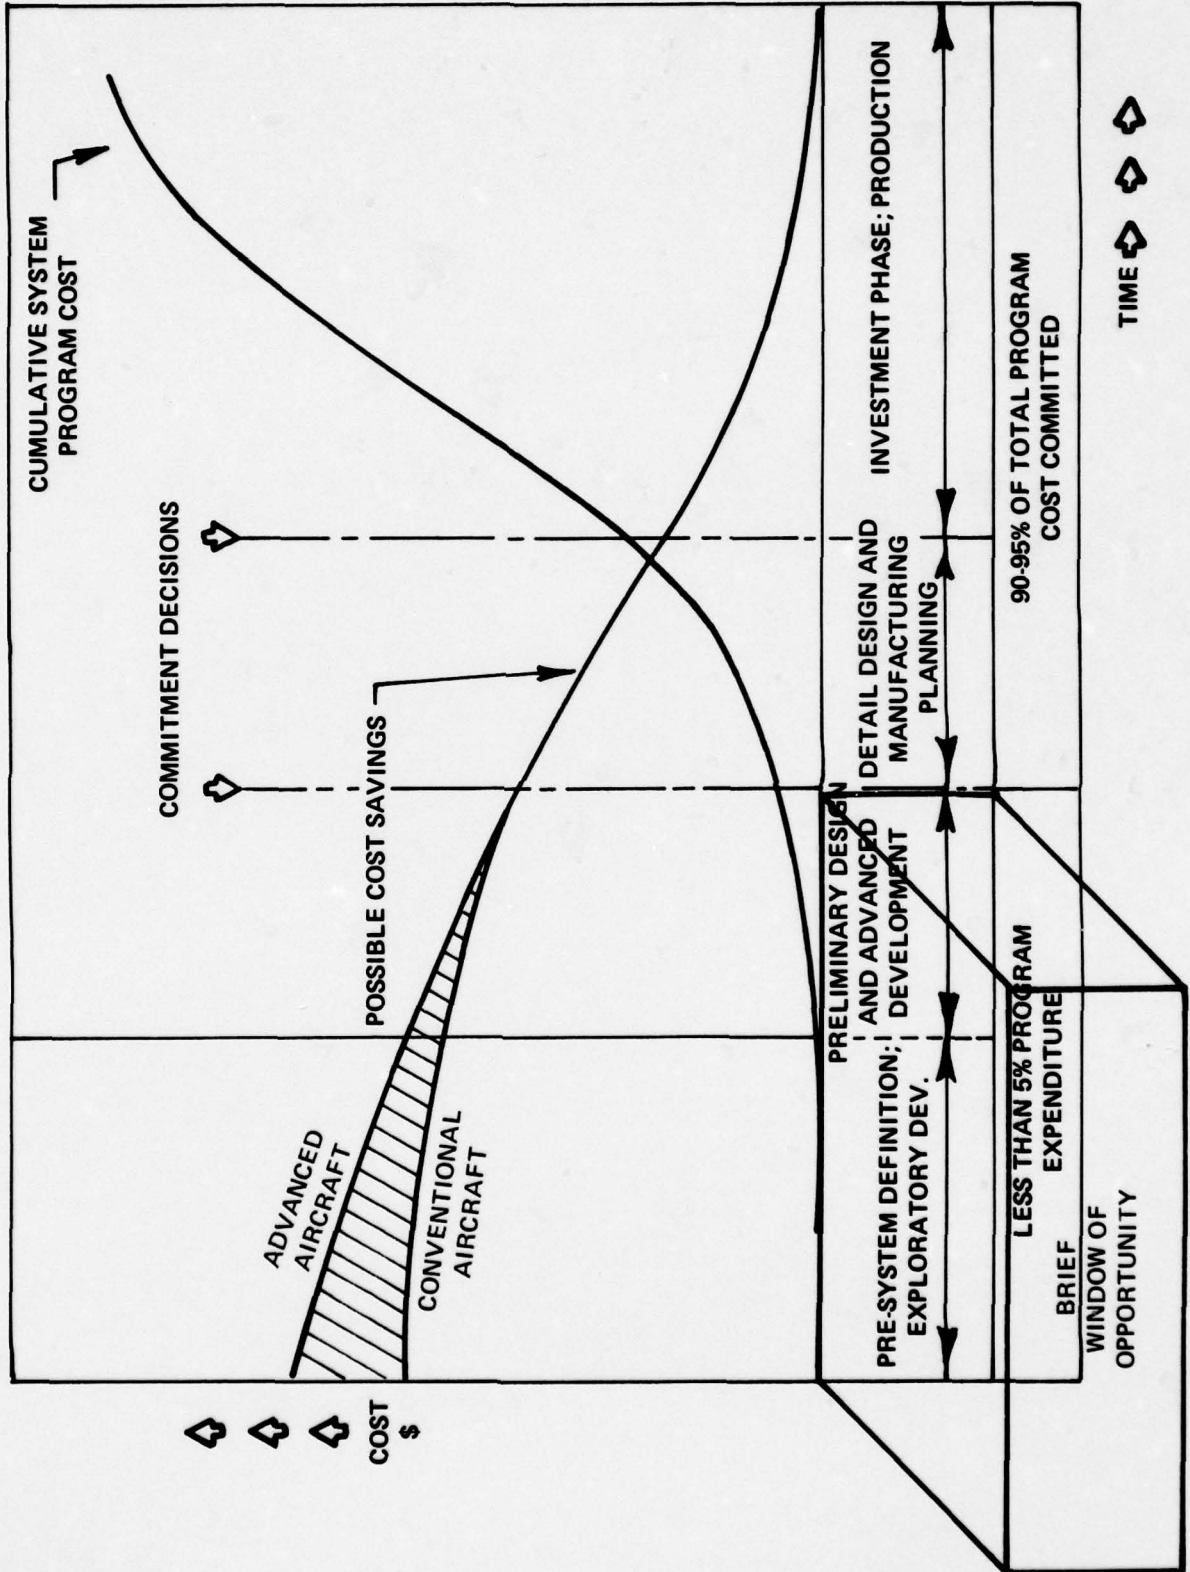 CUMULATIVE SYSTEM
PROGRAM COST
COMMITMENT DECISIONS
POSSIBLE COST SAVINGS
ADVANCED
AIRCRAFT
CONVENTIONAL
AIRCRAFT
COST
$
PRE-SYSTEM DEFINITION;
EXPLORATORY DEV.
PRELIMINARY DESIGN
AND ADVANCED
DEVELOPMENT
DETAIL DESIGN AND
MANUFACTURING
PLANNING
INVESTMENT PHASE; PRODUCTION
LESS THAN 5% PROGRAM
EXPENDITURE
90-95% OF TOTAL PROGRAM
COST COMMITTED
BRIEF
WINDOW OF
OPPORTUNITY
TIME